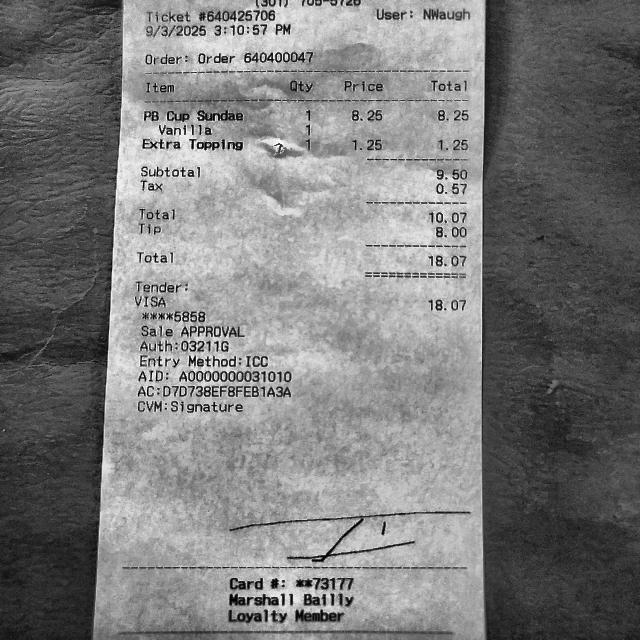 (301) 705-5726
Ticket #640425706 User: NWaugh
9/3/2025 3:10:57 PM
Order: Order 640400047
Item Qty Price Total
PB Cup Sundae 1 8.25 8.25
Vanilla 1
Extra Topping 1 1.25 1.25
Subtotal 9.50
Tax 0.57
Total 10.07
Tip 8.00
Total 18.07
Tender:
VISA 18.07
****5858
Sale APPROVAL
Auth:03211G
Entry Method:ICC
AID: A0000000031010
AC:D7D738EF8FEB1A3A
CVM:Signature
Card #: **73177
Marshall Bailly
Loyalty Member